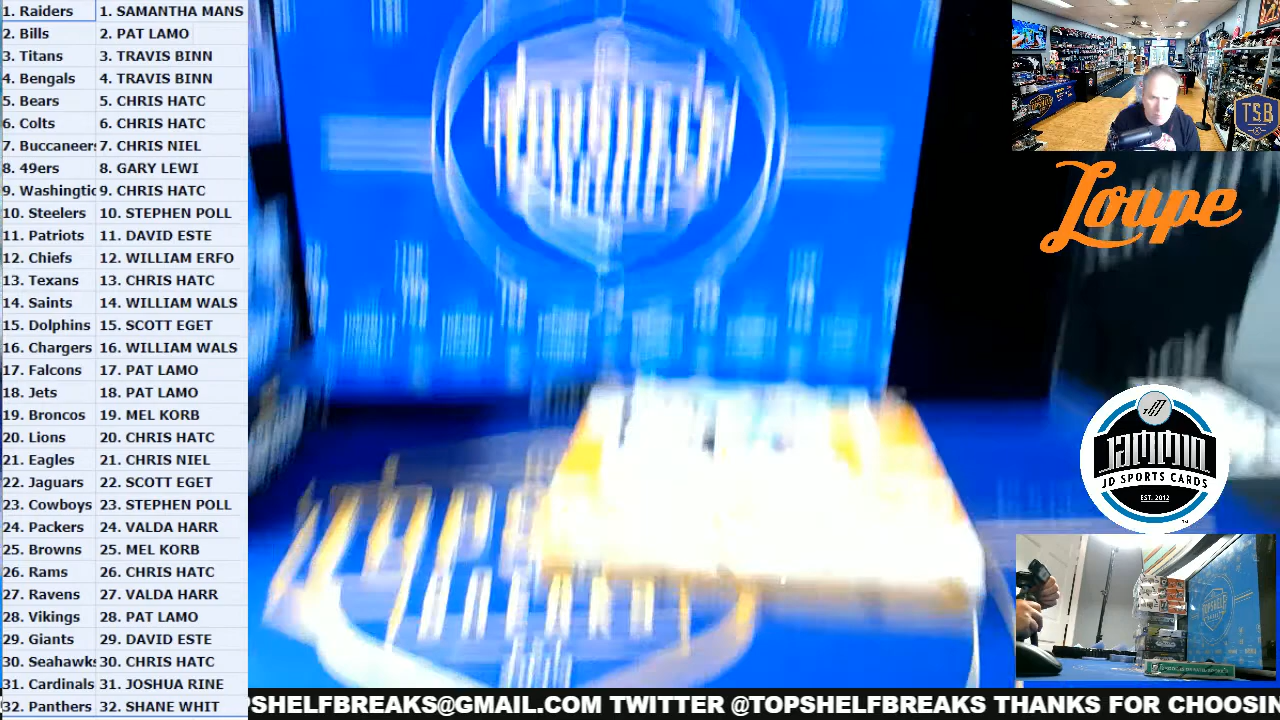 1. Raiders 1. SAMANTHA MANS
2. Bills 2. PAT LAMO
3. Titans 3. TRAVIS BINN
4. Bengals 4. TRAVIS BINN
5. Bears 5. CHRIS HATC
6. Colts 6. CHRIS HATC
7. Buccaneers 7. CHRIS NIEL
8. 49ers 8. GARY LEWI
9. Washingtic 9. CHRIS HATC
10. Steelers 10. STEPHEN POLL
11. Patriots 11. DAVID ESTE
12. Chiefs 12. WILLIAM ERFO
13. Texans 13. CHRIS HATC
14. Saints 14. WILLIAM WALS
15. Dolphins 15. SCOTT EGET
16. Chargers 16. WILLIAM WALS
17. Falcons 17. PAT LAMO
18. Jets 18. PAT LAMO
19. Broncos 19. MEL KORB
20. Lions 20. CHRIS HATC
21. Eagles 21. CHRIS NIEL
22. Jaguars 22. SCOTT EGET
23. Cowboys 23. STEPHEN POLL
24. Packers 24. VALDA HARR
25. Browns 25. MEL KORB
26. Rams 26. CHRIS HATC
27. Ravens 27. VALDA HARR
28. Vikings 28. PAT LAMO
29. Giants 29. DAVID ESTE
30. Seahawks 30. CHRIS HATC
31. Cardinals 31. JOSHUA RINE
32. Panthers 32. SHANE WHIT
TSB
Loupe
JAMMIN
JD SPORTS CARDS
EST. 2012
TOPSHELF
PSHELFBREAKS@GMAIL.COM TWITTER @TOPSHELFBREAKS THANKS FOR CHOOSIN